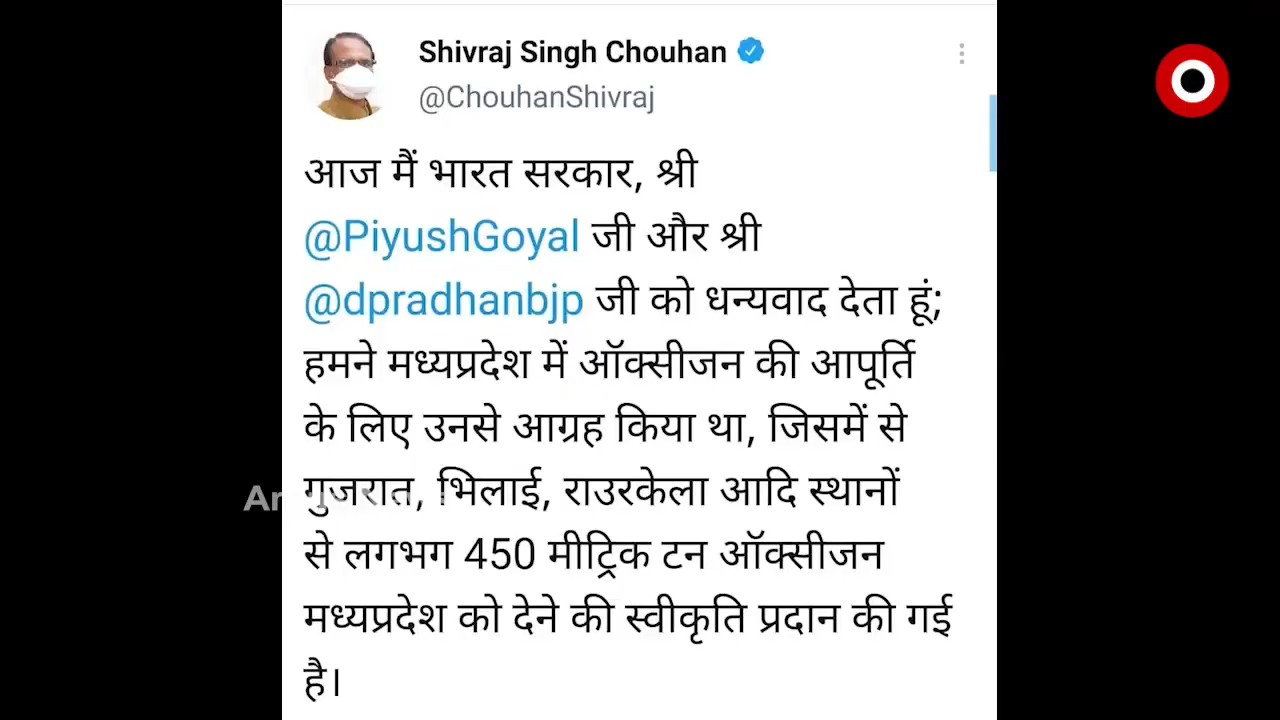 Shivraj Singh Chouhan
@ChouhanShivraj
आज मैं भारत सरकार, श्री
@PiyushGoyal जी और श्री
@dpradhanbjp जी को धन्यवाद देता हूं;
हमने मध्यप्रदेश में ऑक्सीजन की आपूर्ति
के लिए उनसे आग्रह किया था, जिसमें से
गुजरात, भिलाई, राउरकेला आदि स्थानों
से लगभग 450 मीट्रिक टन ऑक्सीजन
मध्यप्रदेश को देने की स्वीकृति प्रदान की गई
है।